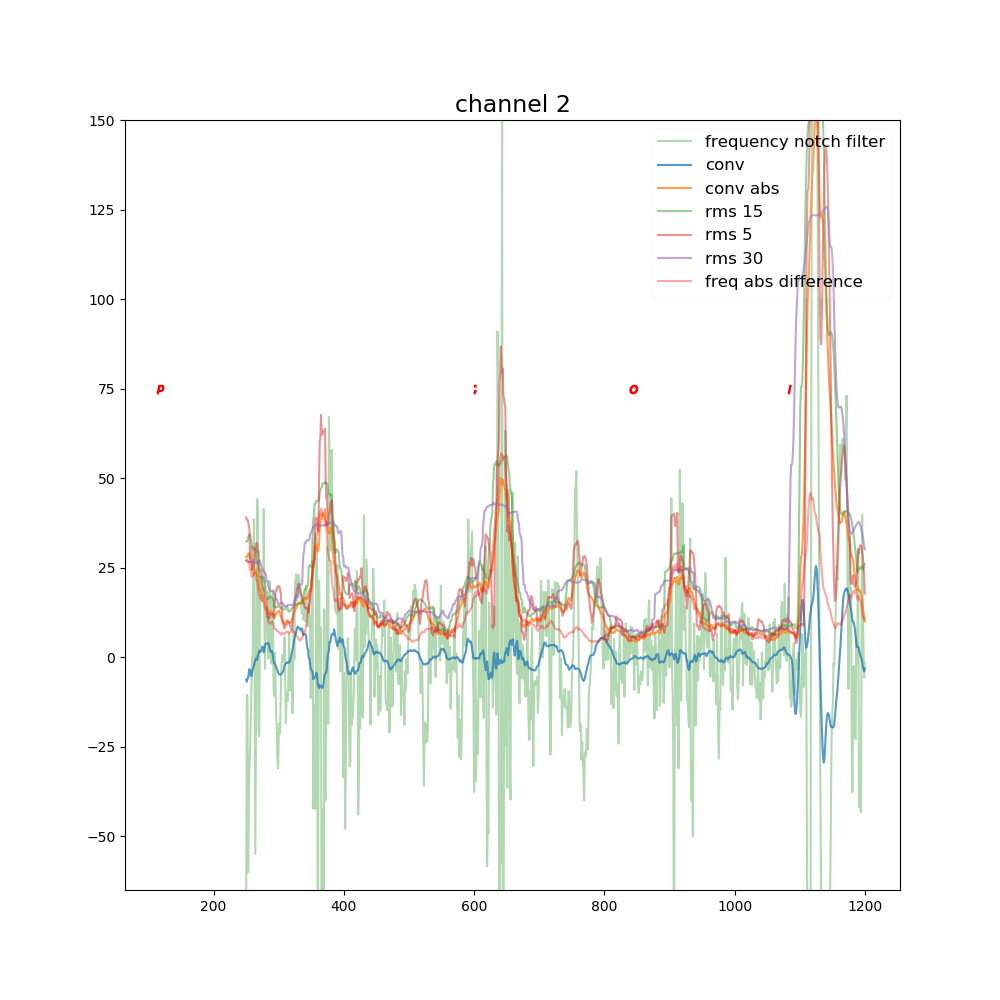 channel 2
150
125
100
75
50
25
0
−25
−50
frequency notch filter
conv
conv abs
rms 15
rms 5
rms 30
freq abs difference
p ; o l
200 400 600 800 1000 1200